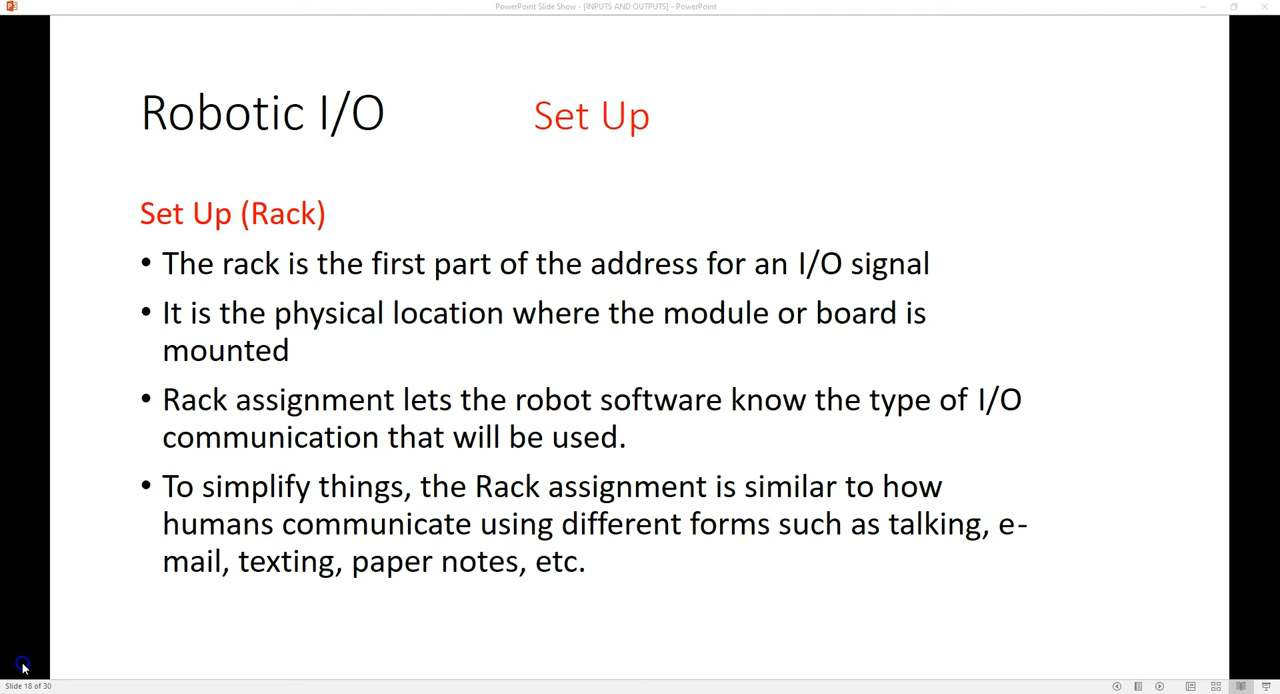 PowerPoint Slide Show - [INPUTS AND OUTPUTS] - PowerPoint
Robotic I/O
Set Up
Set Up (Rack)
• The rack is the first part of the address for an I/O signal
• It is the physical location where the module or board is
mounted
• Rack assignment lets the robot software know the type of I/O
communication that will be used.
• To simplify things, the Rack assignment is similar to how
humans communicate using different forms such as talking, e-
mail, texting, paper notes, etc.
Slide 18 of 30